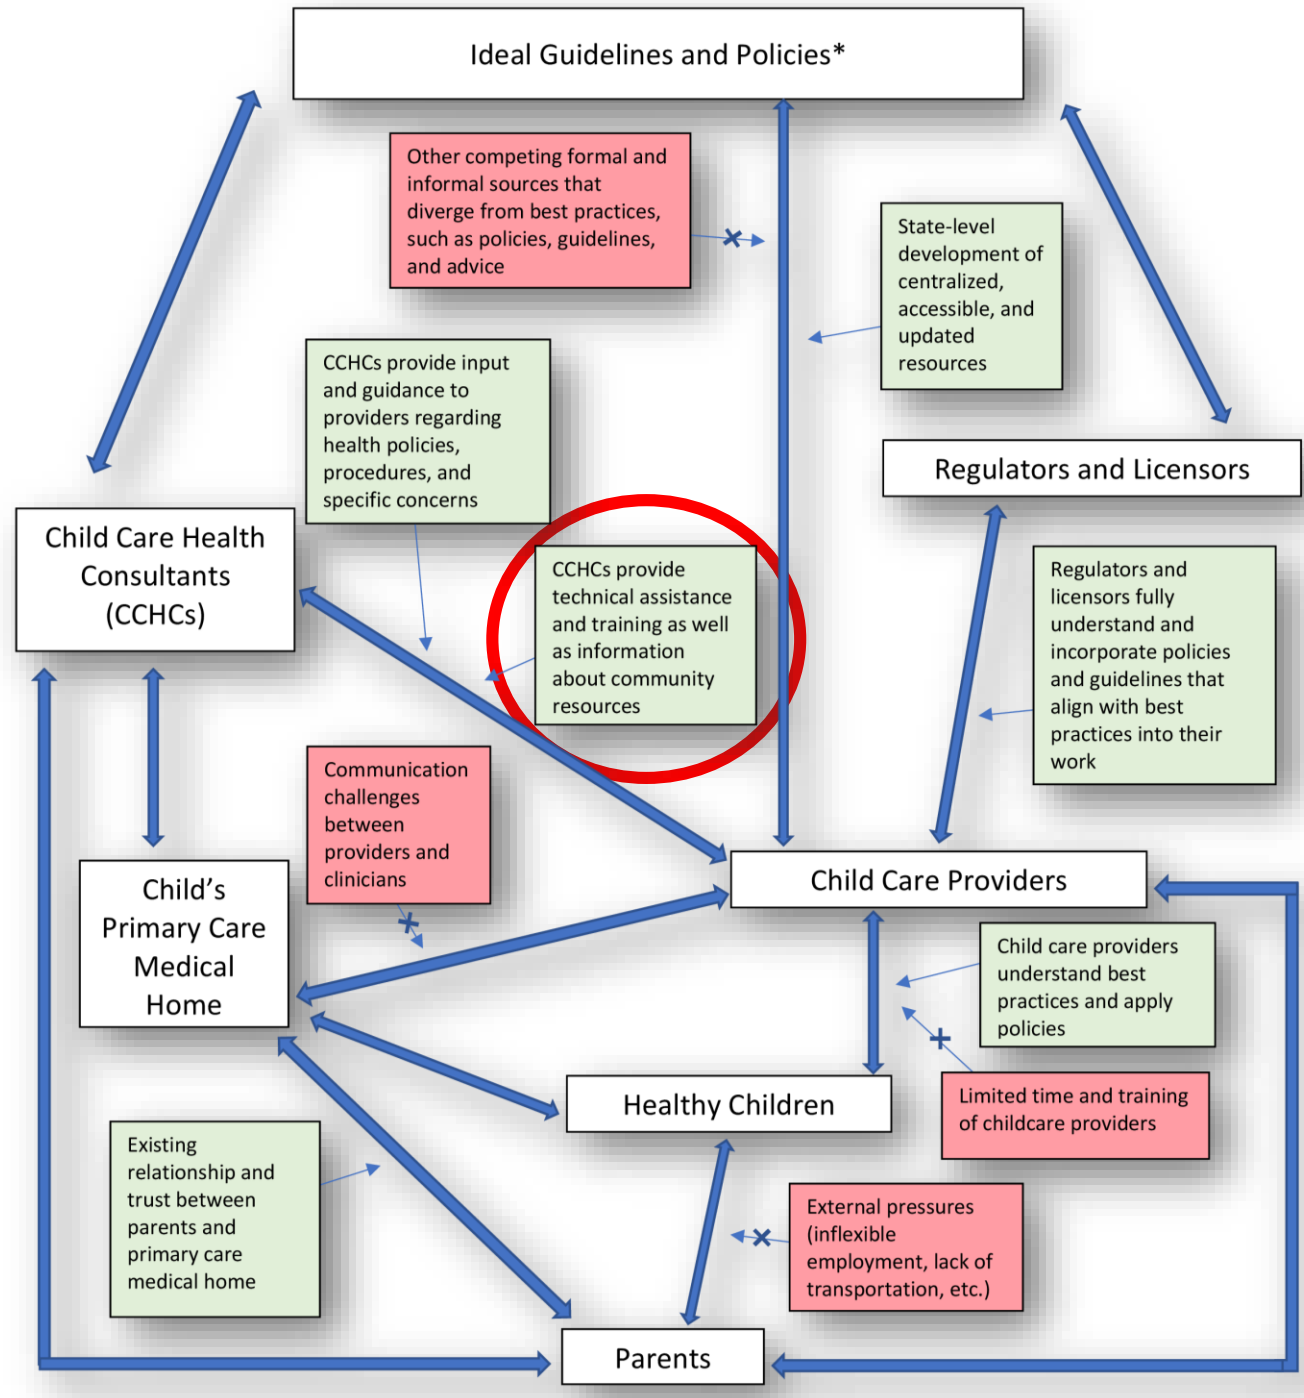 Ideal Guidelines and Policies*
Other competing formal and
informal sources that
diverge from best practices,
such as policies, guidelines,
and advice
State-level
development of
centralized,
accessible, and
updated
resources
CCHCs provide input
and guidance to
providers regarding
health policies,
procedures, and
specific concerns
Regulators and Licensors
Child Care Health
Consultants
(CCHCs)
CCHCs provide
technical assistance
and training as well
as information
about community
resources
Regulators and
licensors fully
understand and
incorporate policies
and guidelines that
align with best
practices into their
work
Communication
challenges
between
providers and
clinicians
Child Care Providers
Child's
Primary Care
Medical
Home
Child care providers
understand best
practices and apply
policies
Healthy Children
Limited time and training
of childcare providers
Existing
relationship and
trust between
parents and
primary care
medical home
External pressures
(inflexible
employment, lack of
transportation, etc.)
Parents